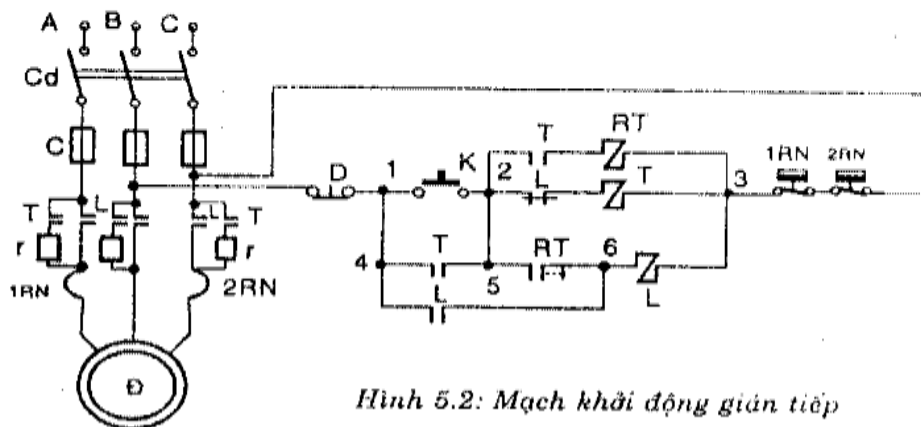 A B C
Cd
C
T L L T
r r
1RN 2RN
Đ
D 1 K 2 T RT
L T 3 1RN 2RN
4 T 5 RT 6
L L
Hình 5.2: Mạch khởi động gián tiếp